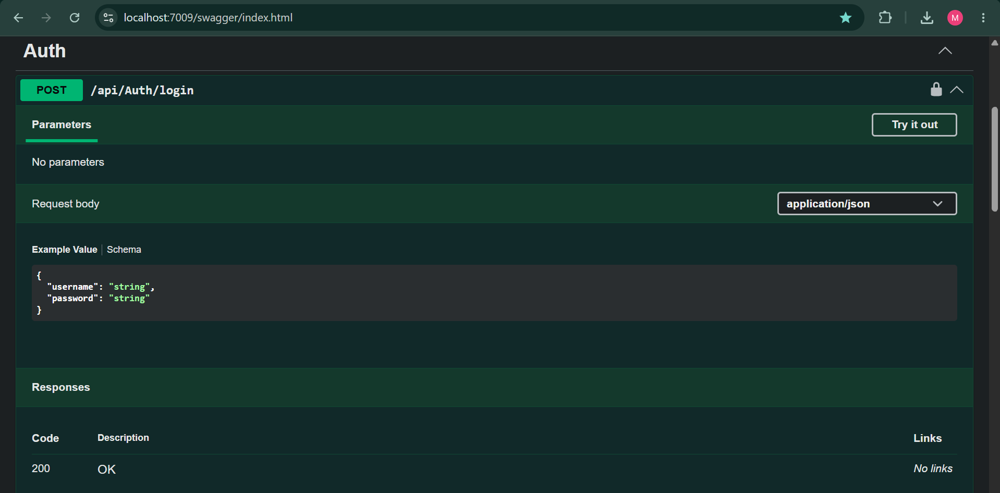 localhost:7009/swagger/index.html
M
Auth
POST /api/Auth/login
Parameters
Try it out
No parameters
Request body
application/json
Example Value
Schema
{
  "username": "string",
  "password": "string"
}
Responses
Code Description Links
200 OK No links